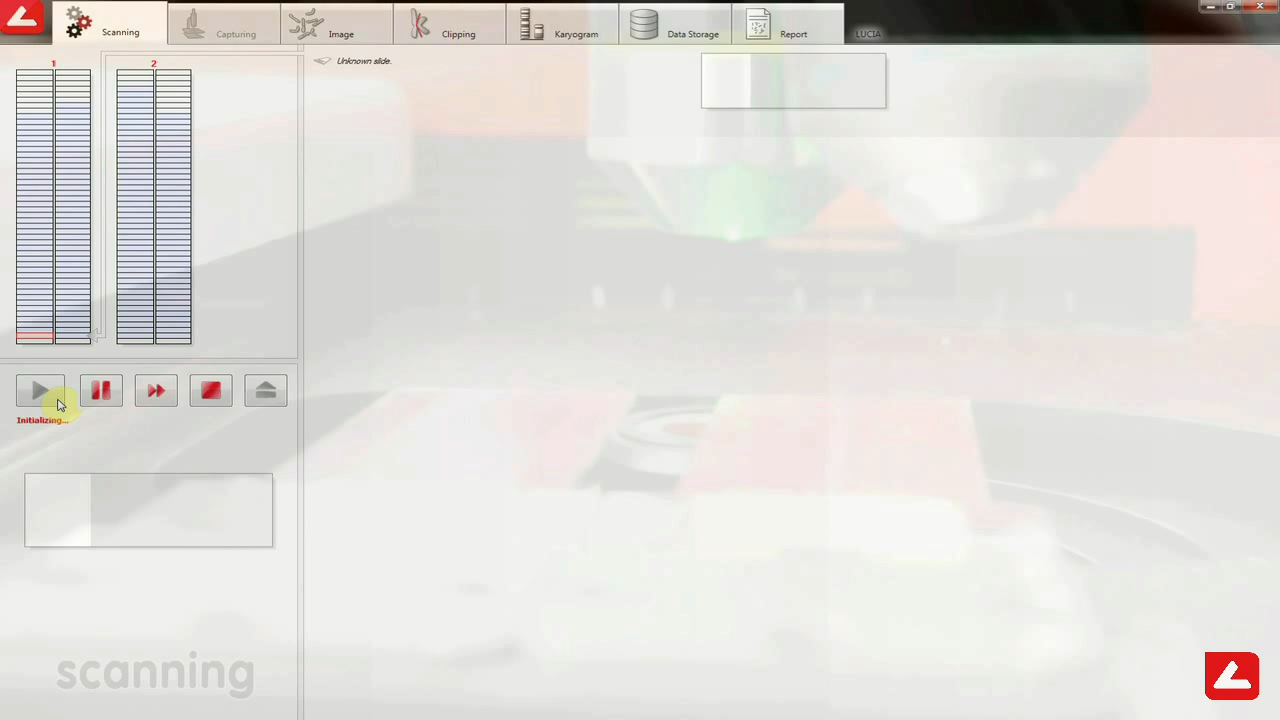 Scanning
Capturing
Image
Clipping
Karyogram
Data Storage
Report
LUCIA
1
2
Unknown slide.
Initializing...
scanning